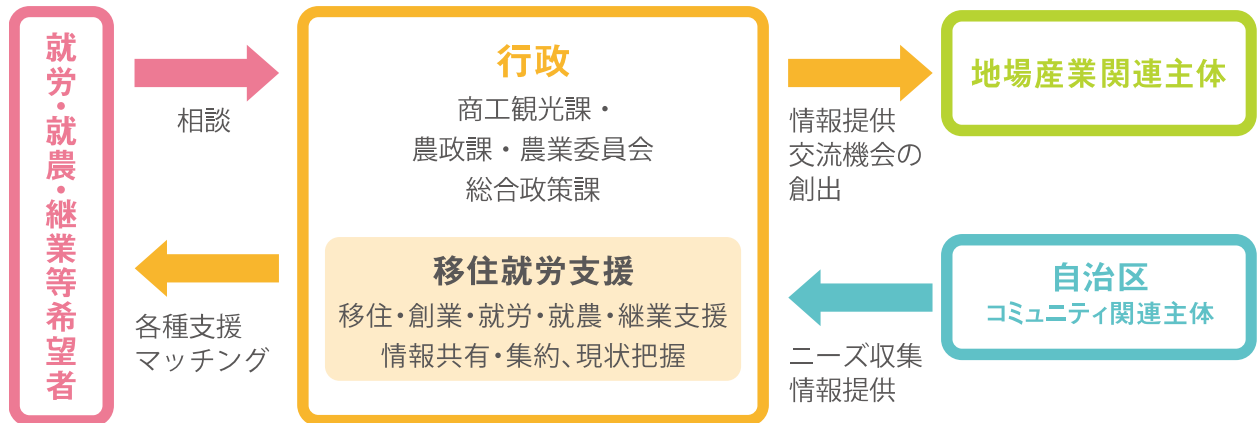 就労・就農・継業等希望者
相談
各種支援
マッチング
行政
商工観光課・
農政課・農業委員会
総合政策課
移住就労支援
移住・創業・就労・就農・継業支援
情報共有・集約、現状把握
情報提供
交流機会の
創出
地場産業関連主体
自治区
コミュニティ関連主体
ニーズ収集
情報提供